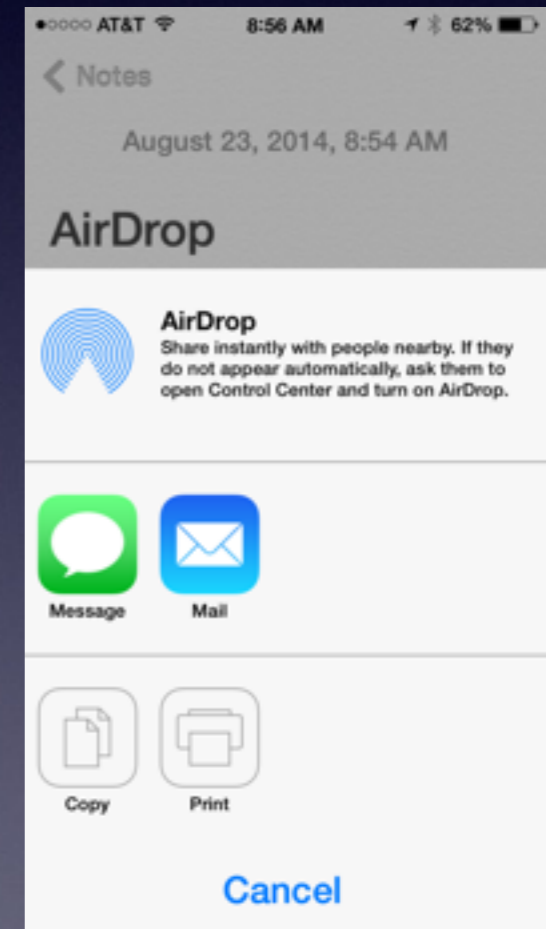 AT&T 8:56 AM 62%
Notes
August 23, 2014, 8:54 AM
AirDrop
AirDrop
Share instantly with people nearby. If they
do not appear automatically, ask them to
open Control Center and turn on AirDrop.
Message Mail
Copy Print
Cancel